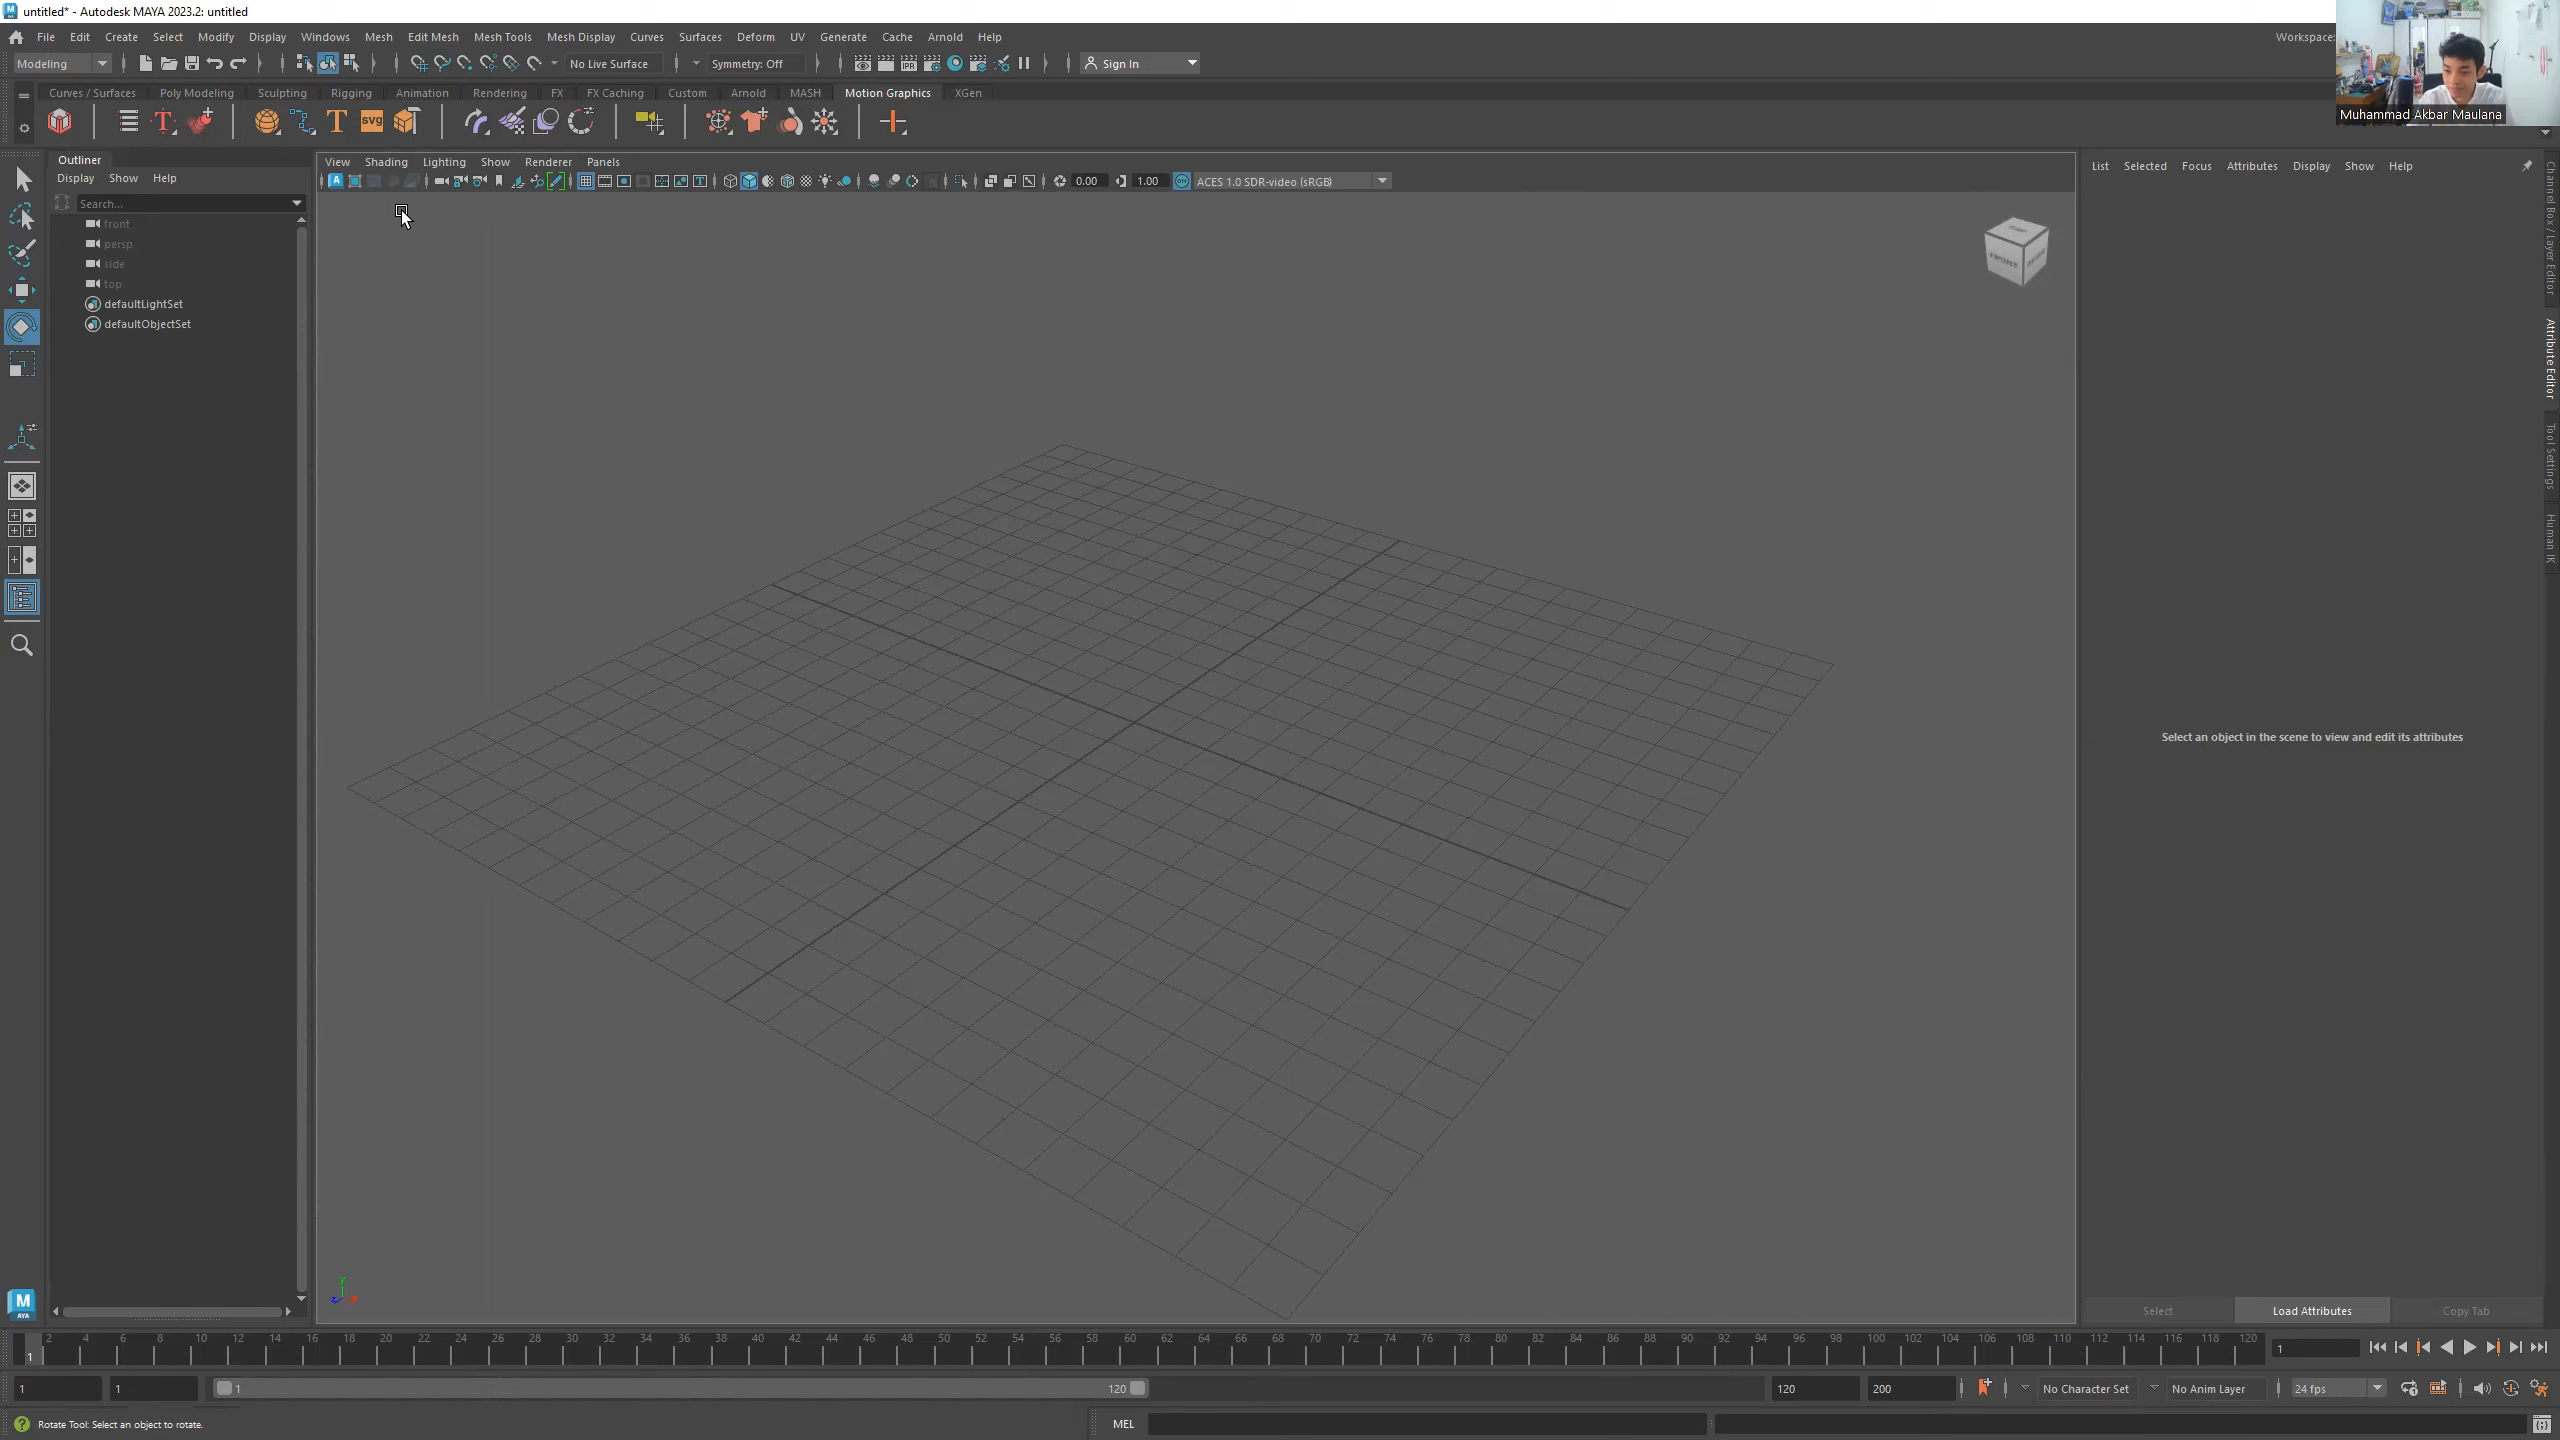 untitled* - Autodesk MAYA 2023.2: untitled
File Edit Create Select Modify Display Windows Mesh Edit Mesh Mesh Tools Mesh Display Curves Surfaces Deform UV Generate Cache Arnold Help
Workspace:
Modeling No Live Surface Symmetry: Off IPR Sign In
Curves / Surfaces Poly Modeling Sculpting Rigging Animation Rendering FX FX Caching Custom Arnold MASH Motion Graphics XGen
T T SVG
Muhammad Akbar Maulana
Outliner
Display Show Help
Search...
front
persp
side
top
defaultLightSet
defaultObjectSet
View Shading Lighting Show Renderer Panels
A 0.00 1.00 ON ACES 1.0 SDR-video (sRGB)
FRONT
List Selected Focus Attributes Display Show Help
Channel Box / Layer Editor
Attribute Editor
Tool Settings
Human IK
Select an object in the scene to view and edit its attributes
Select Load Attributes Copy Tab
y
z x
M
AYA
2 4 6 8 10 12 14 16 18 20 22 24 26 28 30 32 34 36 38 40 42 44 46 48 50 52 54 56 58 60 62 64 66 68 70 72 74 76 78 80 82 84 86 88 90 92 94 96 98 100 102 104 106 108 110 112 114 116 118 120
1 1
1 1 1 120 120 200 No Character Set No Anim Layer 24 fps
Rotate Tool: Select an object to rotate. MEL